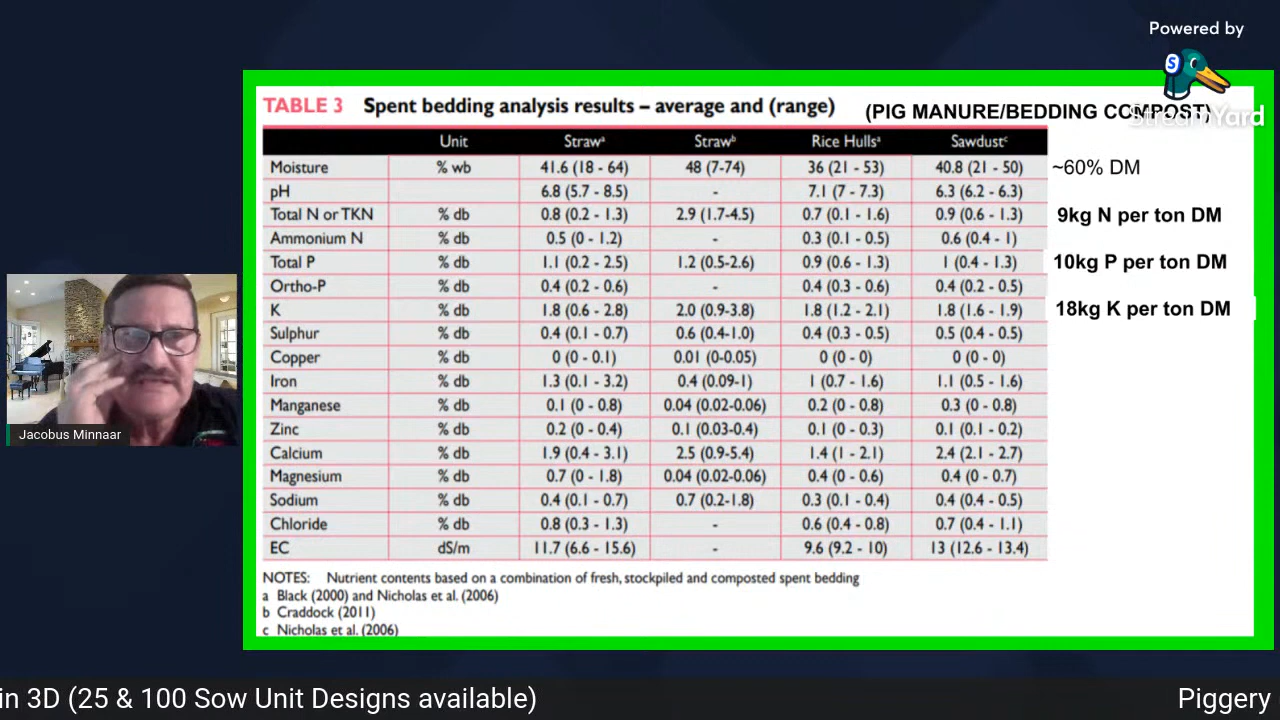 Powered by
S
StreamYard
TABLE 3 Spent bedding analysis results – average and (range) (PIG MANURE/BEDDING COMPOST)
Unit Strawᵃ Strawᵇ Rice Hullsᵃ Sawdustᶜ
Moisture % wb 41.6 (18 - 64) 48 (7-74) 36 (21 - 53) 40.8 (21 - 50) ~60% DM
pH 6.8 (5.7 - 8.5) - 7.1 (7 - 7.3) 6.3 (6.2 - 6.3)
Total N or TKN % db 0.8 (0.2 - 1.3) 2.9 (1.7-4.5) 0.7 (0.1 - 1.6) 0.9 (0.6 - 1.3) 9kg N per ton DM
Ammonium N % db 0.5 (0 - 1.2) - 0.3 (0.1 - 0.5) 0.6 (0.4 - 1)
Total P % db 1.1 (0.2 - 2.5) 1.2 (0.5-2.6) 0.9 (0.6 - 1.3) 1 (0.4 - 1.3) 10kg P per ton DM
Ortho-P % db 0.4 (0.2 - 0.6) - 0.4 (0.3 - 0.6) 0.4 (0.2 - 0.5)
K % db 1.8 (0.6 - 2.8) 2.0 (0.9-3.8) 1.8 (1.2 - 2.1) 1.8 (1.6 - 1.9) 18kg K per ton DM
Sulphur % db 0.4 (0.1 - 0.7) 0.6 (0.4-1.0) 0.4 (0.3 - 0.5) 0.5 (0.4 - 0.5)
Copper % db 0 (0 - 0.1) 0.01 (0-0.05) 0 (0 - 0) 0 (0 - 0)
Iron % db 1.3 (0.1 - 3.2) 0.4 (0.09-1) 1 (0.7 - 1.6) 1.1 (0.5 - 1.6)
Manganese % db 0.1 (0 - 0.8) 0.04 (0.02-0.06) 0.2 (0 - 0.8) 0.3 (0 - 0.8)
Zinc % db 0.2 (0 - 0.4) 0.1 (0.03-0.4) 0.1 (0 - 0.3) 0.1 (0.1 - 0.2)
Calcium % db 1.9 (0.4 - 3.1) 2.5 (0.9-5.4) 1.4 (1 - 2.1) 2.4 (2.1 - 2.7)
Magnesium % db 0.7 (0 - 1.8) 0.04 (0.02-0.06) 0.4 (0 - 0.6) 0.4 (0 - 0.7)
Sodium % db 0.4 (0.1 - 0.7) 0.7 (0.2-1.8) 0.3 (0.1 - 0.4) 0.4 (0.4 - 0.5)
Chloride % db 0.8 (0.3 - 1.3) - 0.6 (0.4 - 0.8) 0.7 (0.4 - 1.1)
EC dS/m 11.7 (6.6 - 15.6) - 9.6 (9.2 - 10) 13 (12.6 - 13.4)
NOTES: Nutrient contents based on a combination of fresh, stockpiled and composted spent bedding
a Black (2000) and Nicholas et al. (2006)
b Craddock (2011)
c Nicholas et al. (2006)
Jacobus Minnaar
in 3D (25 & 100 Sow Unit Designs available) Piggery